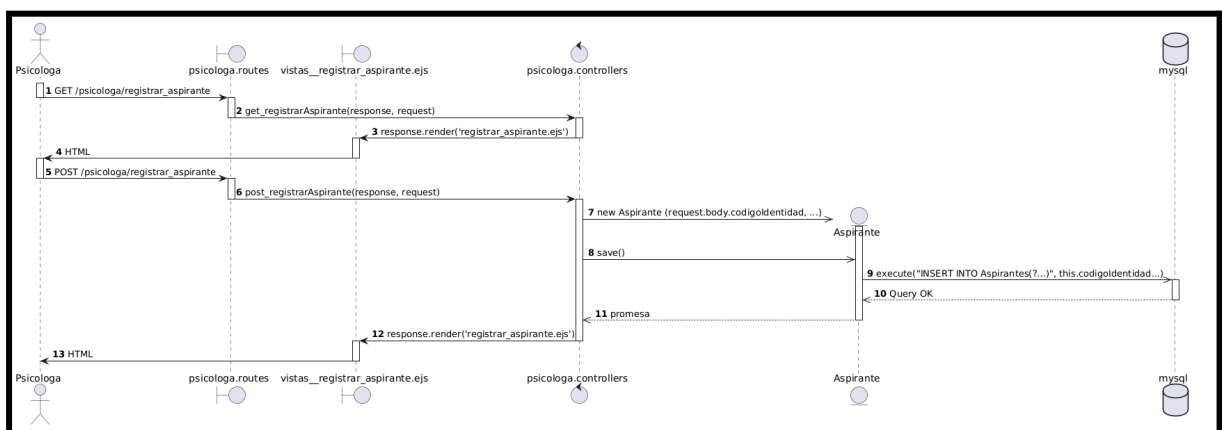 Psicologa
psicologa.routes
vistas__registrar_aspirante.ejs
psicologa.controllers
mysql
1 GET /psicologa/registrar_aspirante
2 get_registrarAspirante(response, request)
3 response.render('registrar_aspirante.ejs')
4 HTML
5 POST /psicologa/registrar_aspirante
6 post_registrarAspirante(response, request)
7 new Aspirante (request.body.codigoIdentidad, ...)
Aspirante
8 save()
9 execute("INSERT INTO Aspirantes(?...)", this.codigoIdentidad...)
10 Query OK
11 promesa
12 response.render('registrar_aspirante.ejs')
13 HTML
Psicologa
psicologa.routes
vistas__registrar_aspirante.ejs
psicologa.controllers
Aspirante
mysql